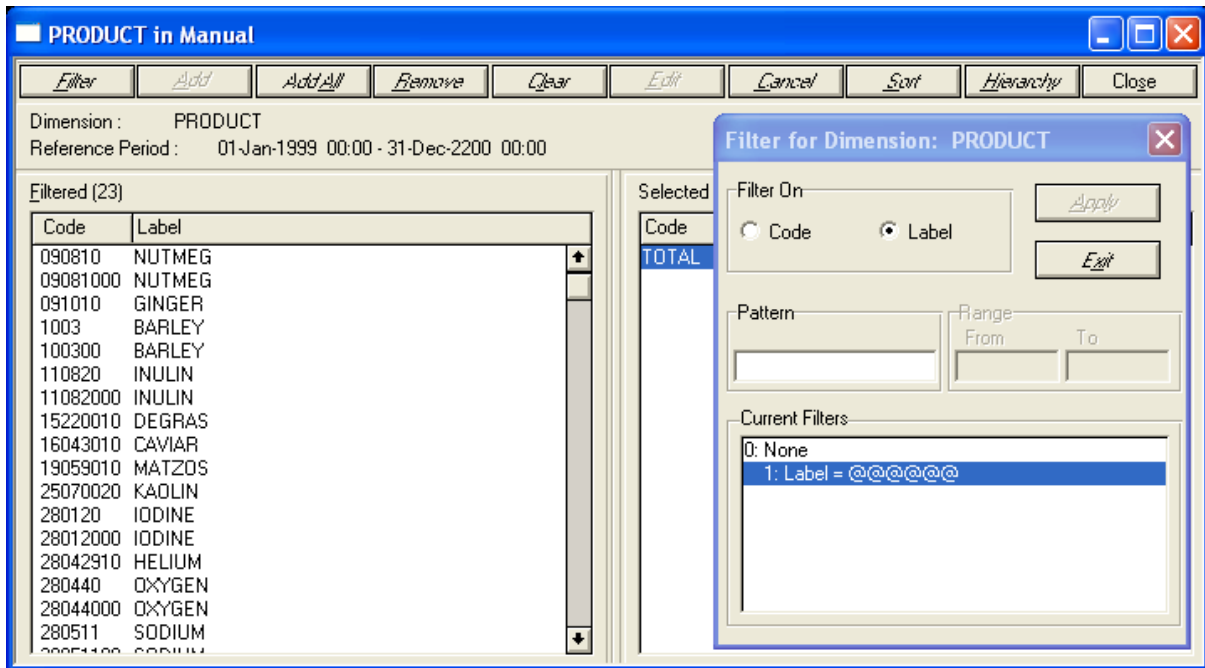 PRODUCT in Manual
Filter Add Add All Remove Clear Edit Cancel Sort Hierarchy Close
Dimension : PRODUCT
Reference Period : 01-Jan-1999 00:00 - 31-Dec-2200 00:00
Filtered (23)
Code Label
090810 NUTMEG
09081000 NUTMEG
091010 GINGER
1003 BARLEY
100300 BARLEY
110820 INULIN
11082000 INULIN
15220010 DEGRAS
16043010 CAVIAR
19059010 MATZOS
25070020 KAOLIN
280120 IODINE
28012000 IODINE
28042910 HELIUM
280440 OXYGEN
28044000 OXYGEN
280511 SODIUM
28051100 SODIUM
Selected
Code
TOTAL
Filter for Dimension: PRODUCT
Filter On
Code Label
Apply
Exit
Pattern
Range
From To
Current Filters
0: None
1: Label = @@@@@@